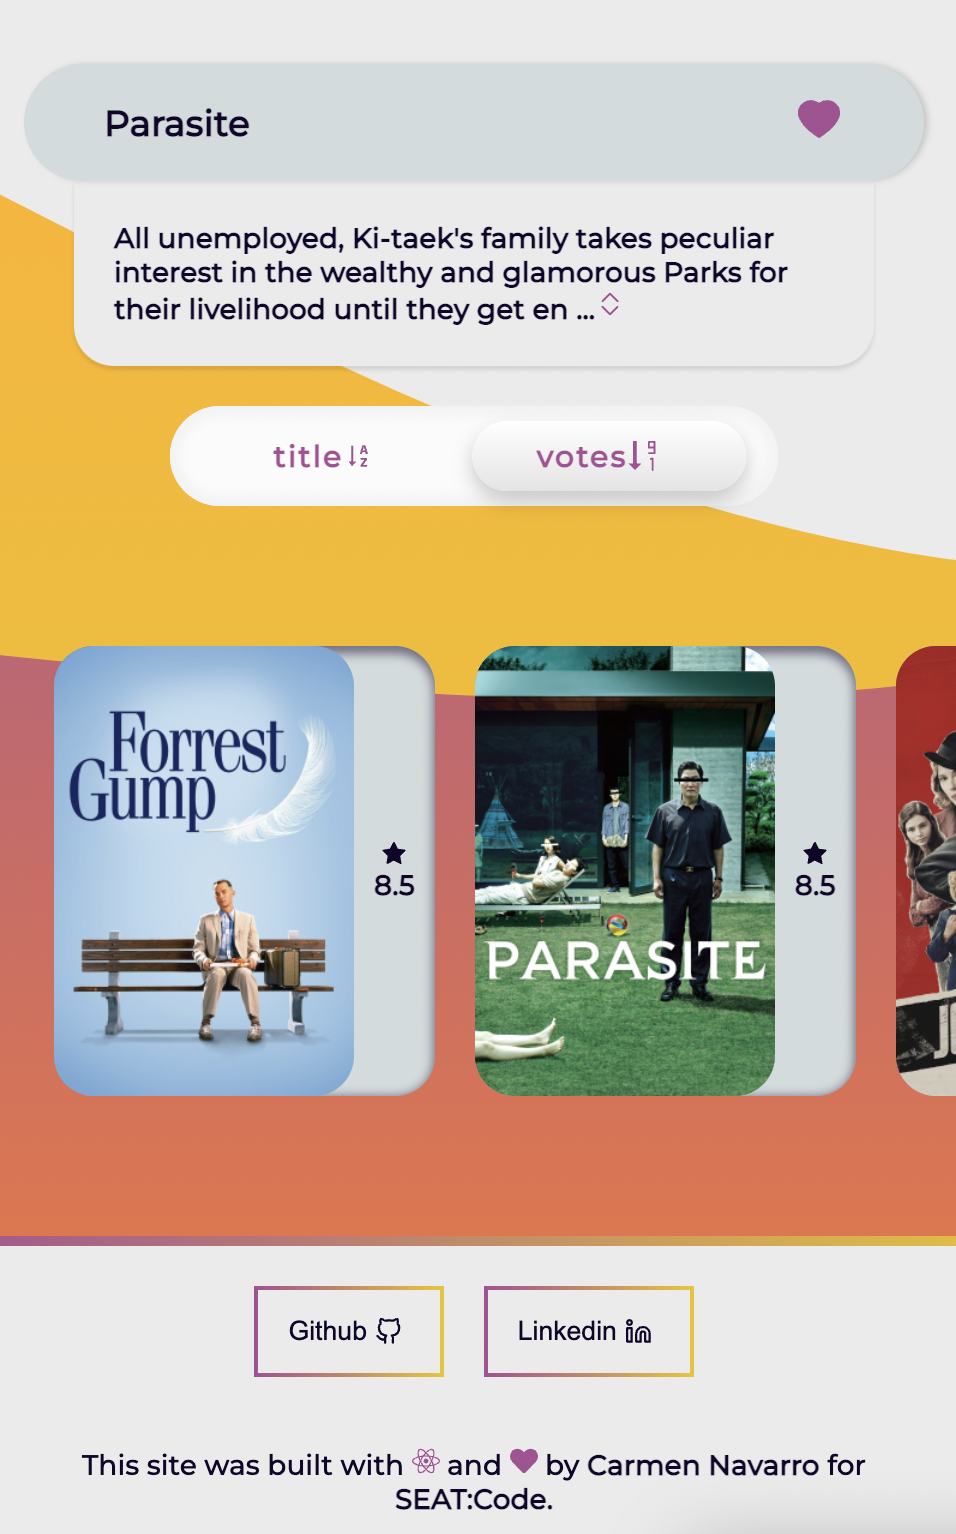 Parasite
All unemployed, Ki-taek's family takes peculiar
interest in the wealthy and glamorous Parks for
their livelihood until they get en ...
title A Z
votes 9 1
Forrest
Gump
8.5
PARASITE
8.5
Github
Linkedin
This site was built with and by Carmen Navarro for
SEAT:Code.